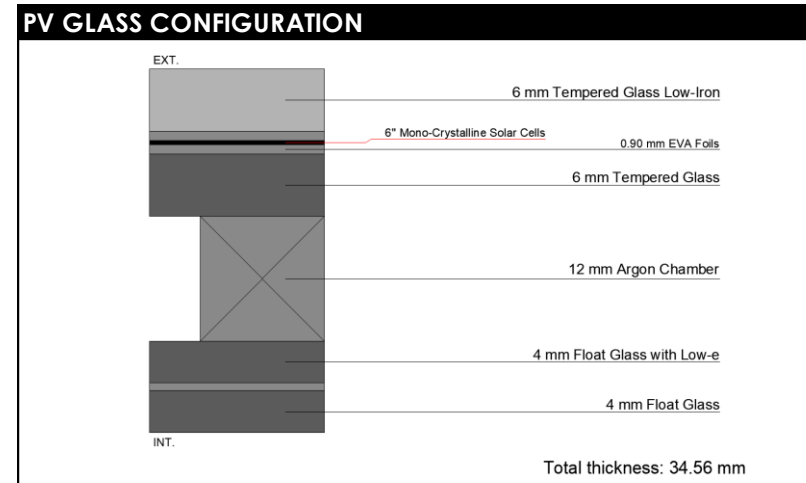 PV GLASS CONFIGURATION
EXT.
6 mm Tempered Glass Low-Iron
6" Mono-Crystalline Solar Cells
0.90 mm EVA Foils
6 mm Tempered Glass
12 mm Argon Chamber
4 mm Float Glass with Low-e
4 mm Float Glass
INT.
Total thickness: 34.56 mm